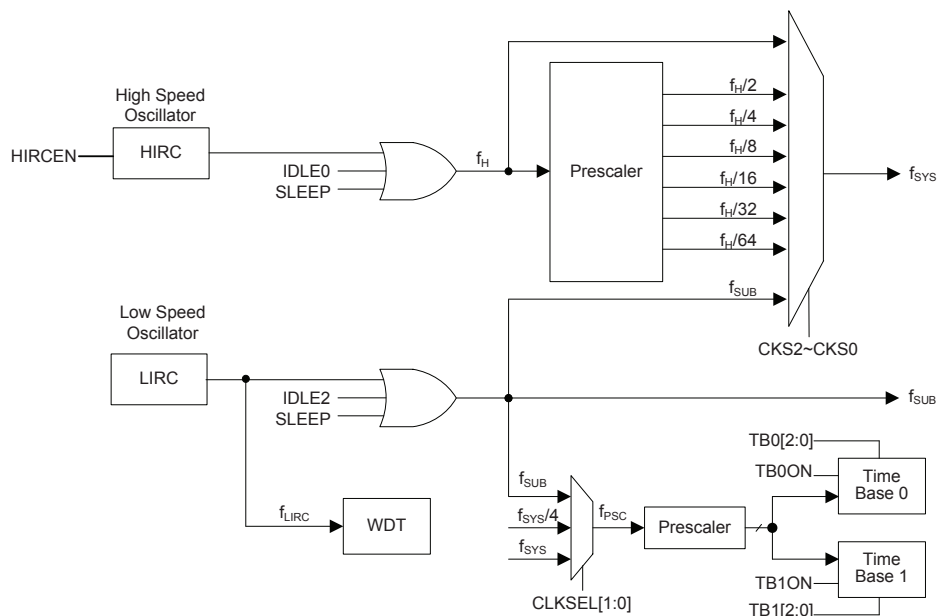 High Speed
Oscillator
HIRCEN
HIRC
IDLE0
SLEEP
fH
Prescaler
fH/2
fH/4
fH/8
fH/16
fH/32
fH/64
fSUB
fSYS
CKS2~CKS0
Low Speed
Oscillator
LIRC
IDLE2
SLEEP
fSUB
fLIRC
WDT
fSUB
fSYS/4
fSYS
CLKSEL[1:0]
fPSC
Prescaler
TB0[2:0]
TB0ON
Time
Base 0
Time
Base 1
TB1ON
TB1[2:0]